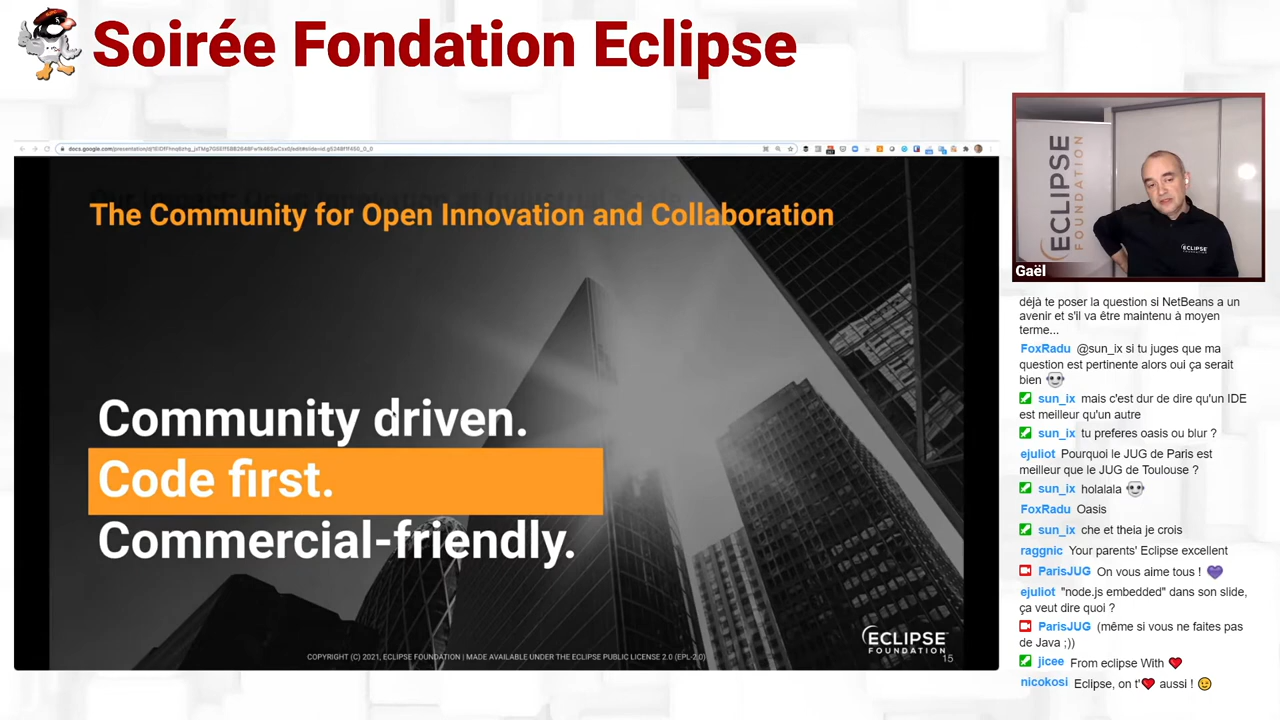 Soirée Fondation Eclipse
The Community for Open Innovation and Collaboration
Community driven.
Code first.
Commercial-friendly.
COPYRIGHT (C) 2021, ECLIPSE FOUNDATION | MADE AVAILABLE UNDER THE ECLIPSE PUBLIC LICENSE 2.0 (EPL-2.0)
ECLIPSE
FOUNDATION
15
ECLIPSE
FOUNDATION
ECLIPSE
Gaël
déjà te poser la question si NetBeans a un
avenir et s'il va être maintenu à moyen
terme...
FoxRadu @sun_ix si tu juges que ma
question est pertinente alors oui ça serait
bien
sun_ix mais c'est dur de dire qu'un IDE
est meilleur qu'un autre
sun_ix tu preferes oasis ou blur ?
ejuliot Pourquoi le JUG de Paris est
meilleur que le JUG de Toulouse ?
sun_ix holalala
FoxRadu Oasis
sun_ix che et theia je crois
raggnic Your parents' Eclipse excellent
ParisJUG On vous aime tous ! 💜
ejuliot "node.js embedded" dans son slide,
ça veut dire quoi ?
ParisJUG (même si vous ne faites pas
de Java ;))
jicee From eclipse With ❤
nicokosi Eclipse, on t'❤ aussi ! 😉